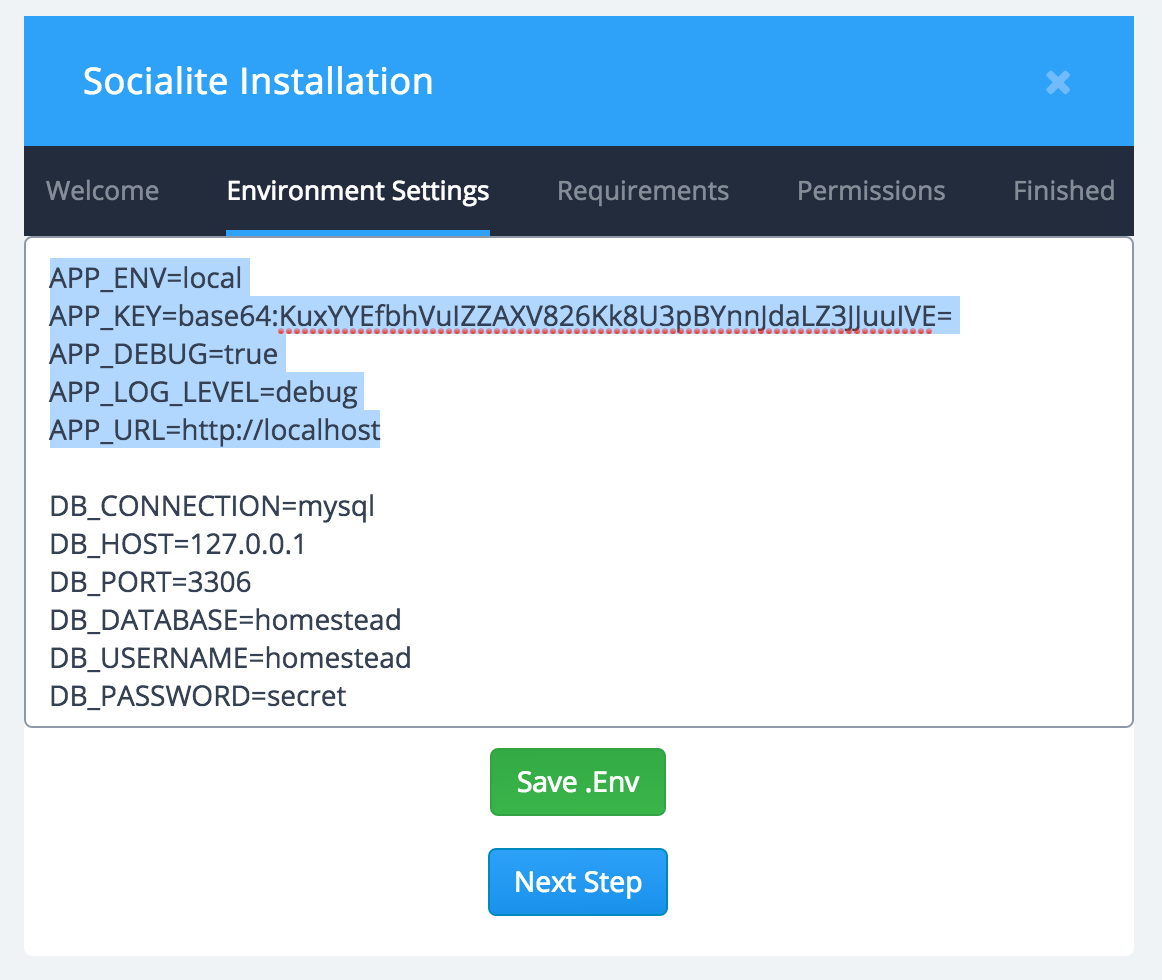 Socialite Installation
Welcome Environment Settings Requirements Permissions Finished
APP_ENV=local
APP_KEY=base64:KuxYYEfbhVuIZZAXV826Kk8U3pBYnnJdaLZ3JJuuIVE=
APP_DEBUG=true
APP_LOG_LEVEL=debug
APP_URL=http://localhost
DB_CONNECTION=mysql
DB_HOST=127.0.0.1
DB_PORT=3306
DB_DATABASE=homestead
DB_USERNAME=homestead
DB_PASSWORD=secret
Save .Env
Next Step